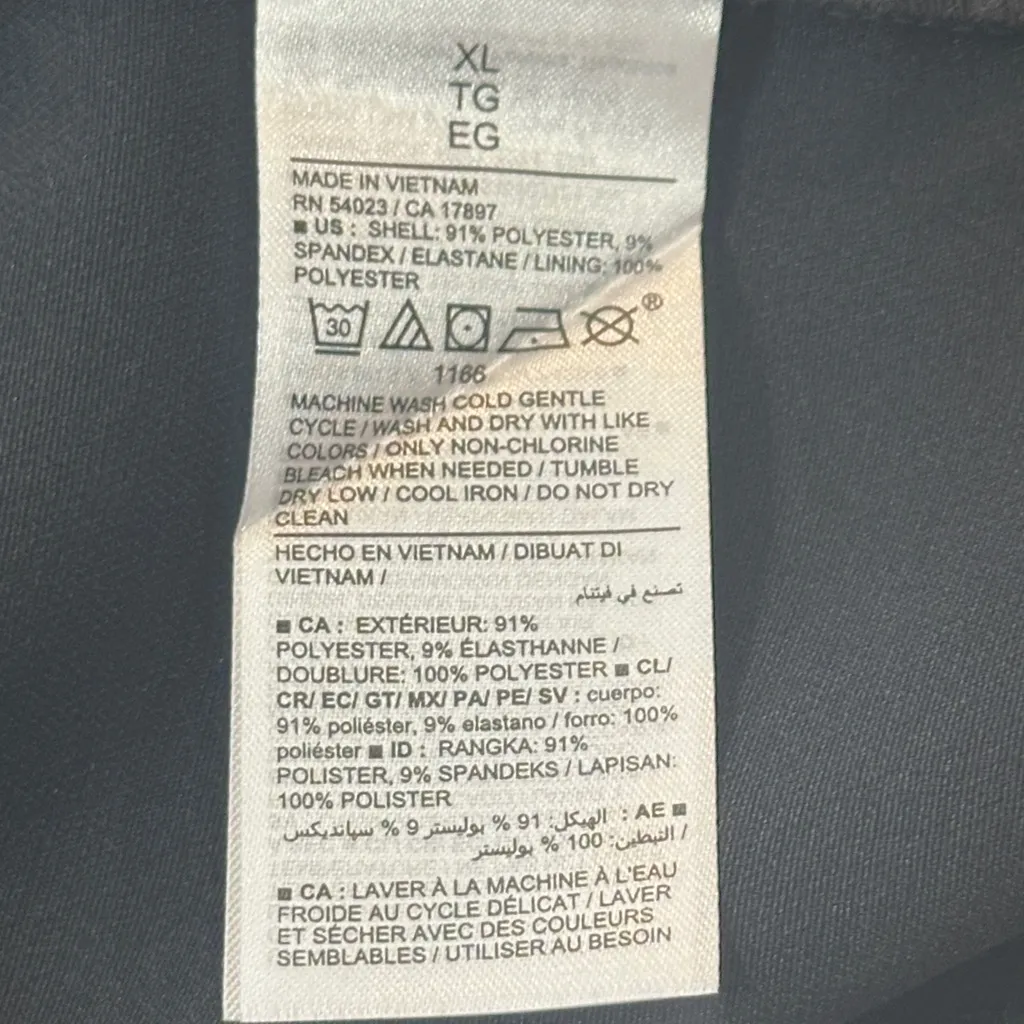 XL
TG
EG
MADE IN VIETNAM
RN 54023 / CA 17897
■ US : SHELL: 91% POLYESTER, 9%
SPANDEX / ELASTANE / LINING: 100%
POLYESTER
30 ®
1166
MACHINE WASH COLD GENTLE
CYCLE / WASH AND DRY WITH LIKE
COLORS / ONLY NON-CHLORINE
BLEACH WHEN NEEDED / TUMBLE
DRY LOW / COOL IRON / DO NOT DRY
CLEAN
HECHO EN VIETNAM / DIBUAT DI
VIETNAM /
تصنع في فيتنام
■ CA : EXTÉRIEUR: 91%
POLYESTER, 9% ÉLASTHANNE /
DOUBLURE: 100% POLYESTER ■ CL/
CR/ EC/ GT/ MX/ PA/ PE/ SV : cuerpo:
91% poliéster, 9% elastano / forro: 100%
poliéster ■ ID : RANGKA: 91%
POLISTER, 9% SPANDEKS / LAPISAN:
100% POLISTER
■ AE : الهيكل: 91 % بوليستر 9 % سپانديكس
/ التبطين: 100 % بوليستر
■ CA : LAVER À LA MACHINE À L'EAU
FROIDE AU CYCLE DÉLICAT / LAVER
ET SÉCHER AVEC DES COULEURS
SEMBLABLES / UTILISER AU BESOIN